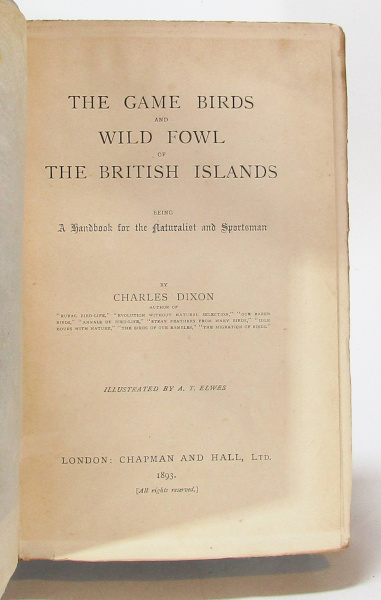 THE GAME BIRDS
AND
WILD FOWL
OF
THE BRITISH ISLANDS
BEING
A Handbook for the Naturalist and Sportsman
BY
CHARLES DIXON
AUTHOR OF
"RURAL BIRD LIFE," "EVOLUTION WITHOUT NATURAL SELECTION," "OUR RARER
BIRDS," "ANNALS OF BIRD LIFE," "STRAY FEATHERS FROM MANY BIRDS," "IDLE
HOURS WITH NATURE," "THE BIRDS OF OUR RAMBLES," "THE MIGRATION OF BIRDS."
ILLUSTRATED BY A. T. ELWES
LONDON: CHAPMAN AND HALL, LTD.
1893.
[All rights reserved.]